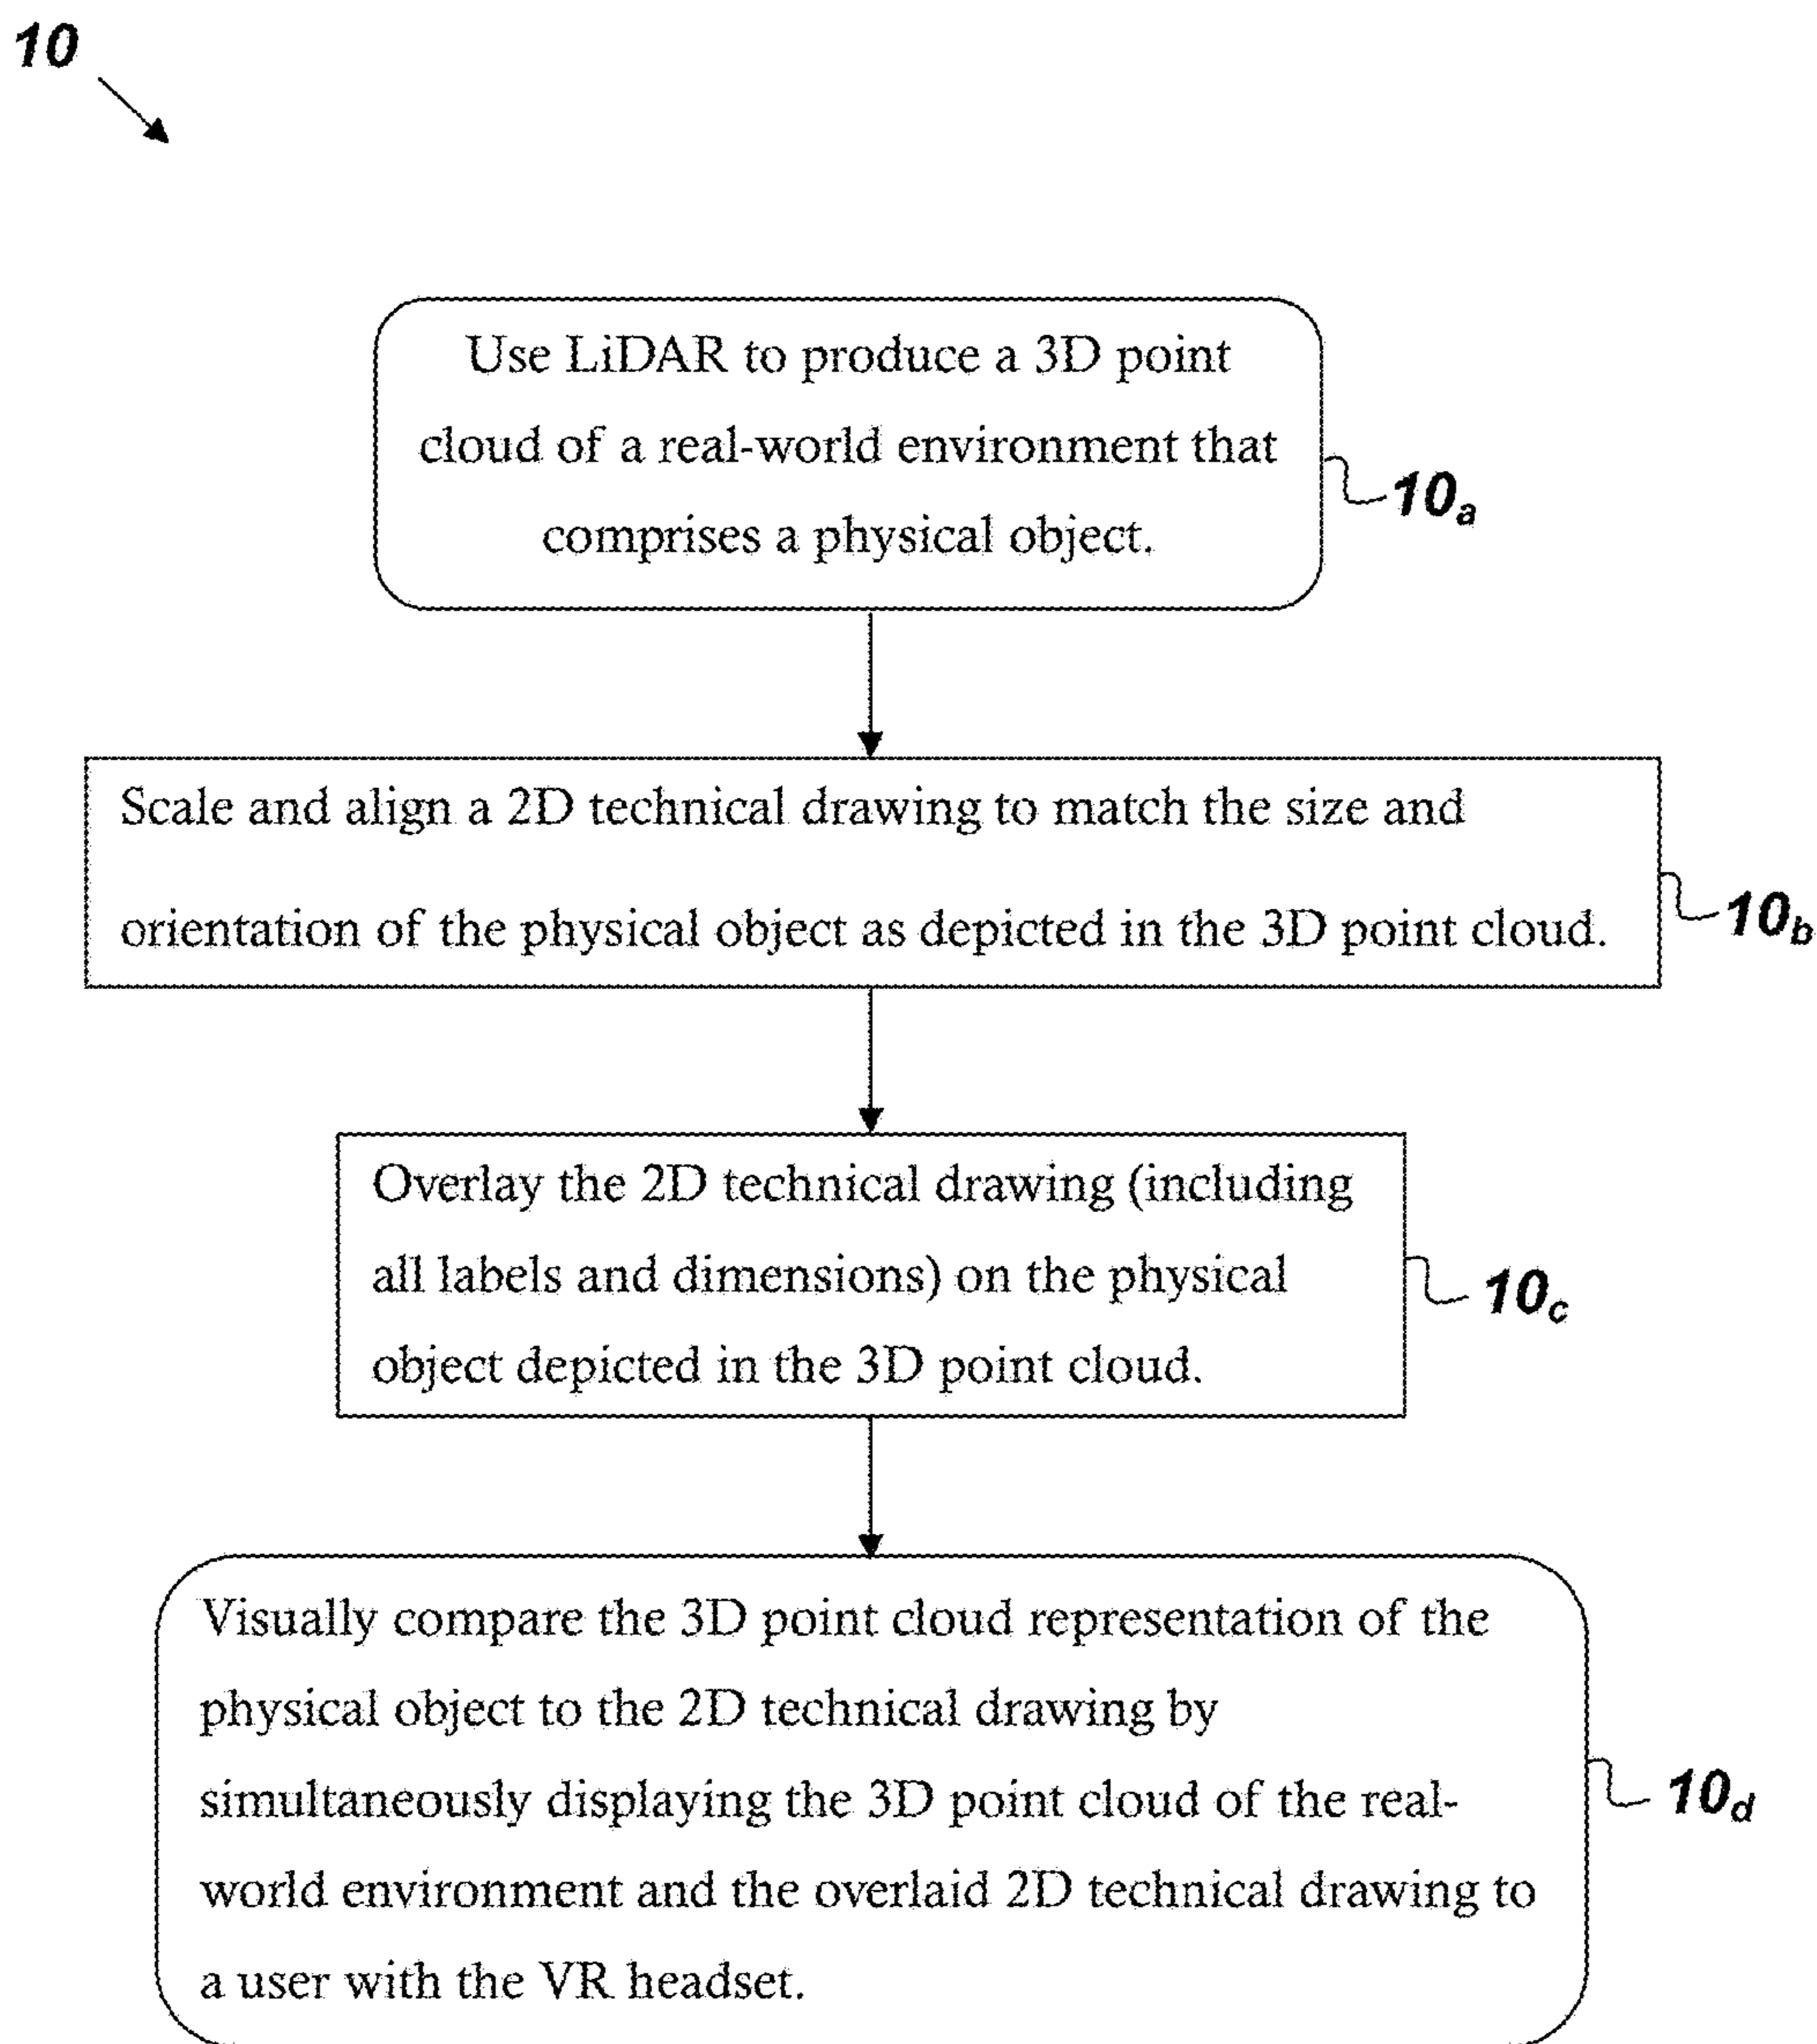 10
Use LiDAR to produce a 3D point
cloud of a real-world environment that
comprises a physical object.
10a
Scale and align a 2D technical drawing to match the size and
orientation of the physical object as depicted in the 3D point cloud.
10b
Overlay the 2D technical drawing (including
all labels and dimensions) on the physical
object depicted in the 3D point cloud.
10c
Visually compare the 3D point cloud representation of the
physical object to the 2D technical drawing by
simultaneously displaying the 3D point cloud of the real-
world environment and the overlaid 2D technical drawing to
a user with the VR headset.
10d